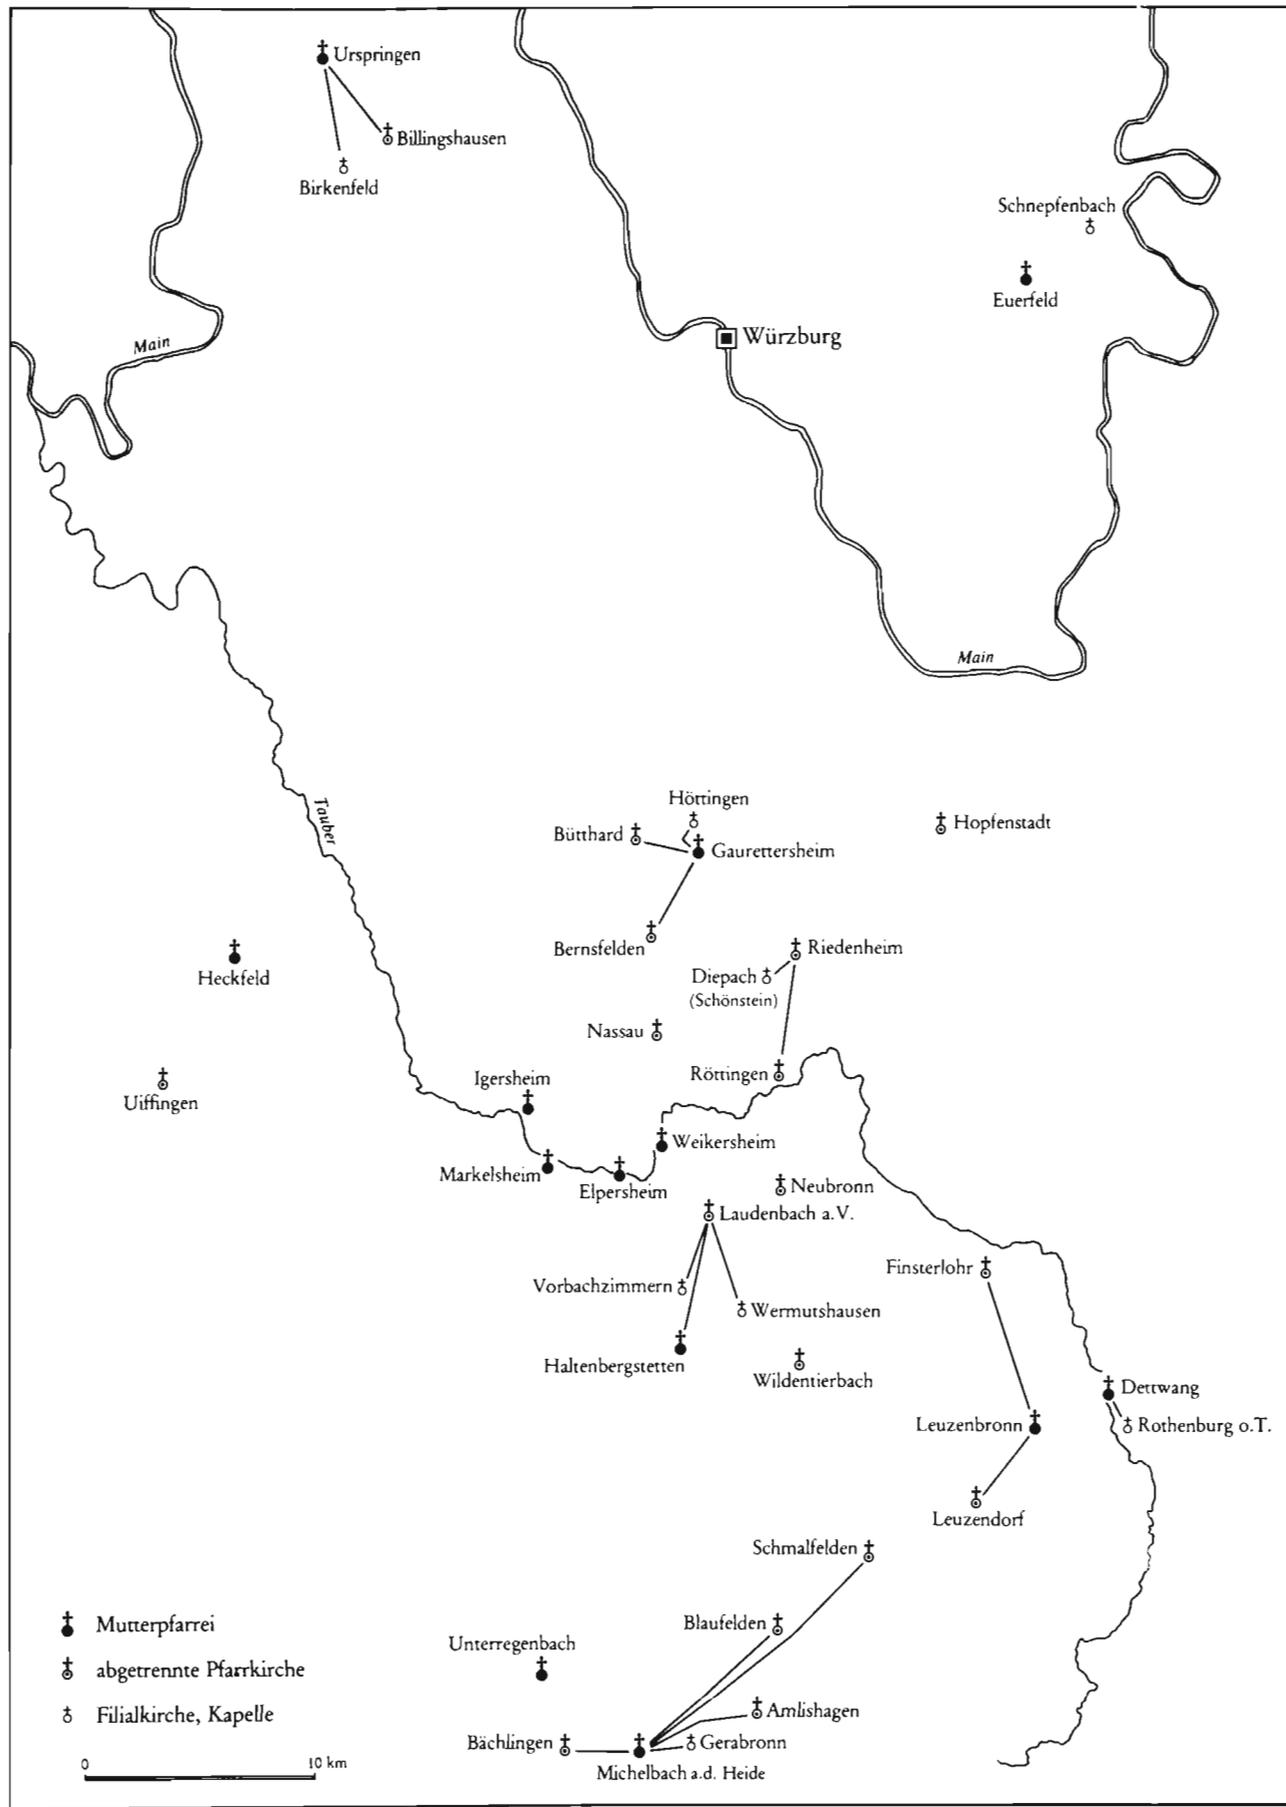 Urspringen
Billingshausen
Birkenfeld
Schnepfenbach
Euerfeld
Main
Würzburg
Main
Tauber
Höttingen
Bütthard
Gaurettersheim
Hopfenstadt
Bernsfelden
Riedenheim
Heckfeld
Diepach
(Schönstein)
Nassau
Röttingen
Igersheim
Uiffingen
Weikersheim
Markelsheim
Elpersheim
Neubronn
Laudenbach a.V.
Finsterlohr
Vorbachzimmern
Wermutshausen
Haltenbergstetten
Wildentierbach
Dettwang
Leuzenbronn
Rothenburg o.T.
Leuzendorf
Schmalfelden
Blaufelden
Mutterpfarrei
Unterregenbach
abgetrennte Pfarrkirche
Filialkirche, Kapelle
Amlishagen
Bächlingen
Gerabronn
Michelbach a.d. Heide
0 10 km